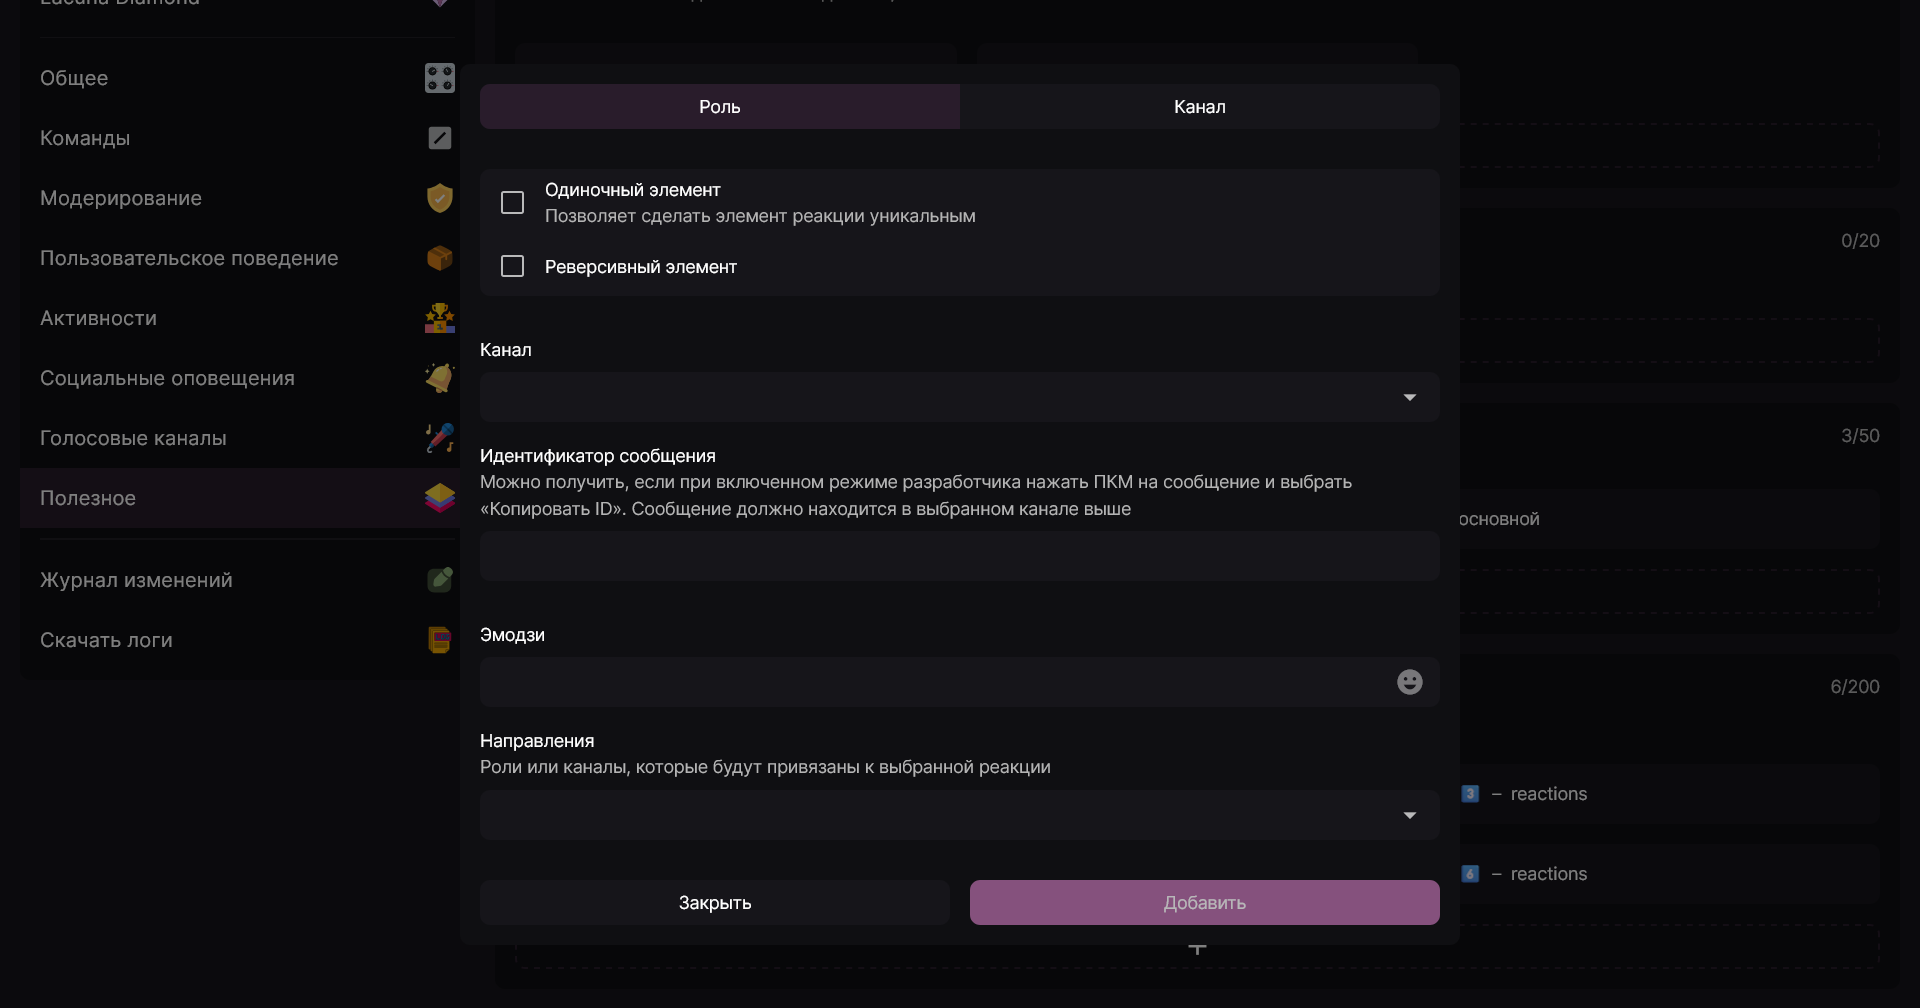 Lacuna Diamond
Общее
Команды
Модерирование
Пользовательское поведение
Активности
Социальные оповещения
Голосовые каналы
Полезное
Журнал изменений
Скачать логи
Роль
Канал
Одиночный элемент
Позволяет сделать элемент реакции уникальным
Реверсивный элемент
Канал
Идентификатор сообщения
Можно получить, если при включенном режиме разработчика нажать ПКМ на сообщение и выбрать
«Копировать ID». Сообщение должно находится в выбранном канале выше
Эмодзи
Направления
Роли или каналы, которые будут привязаны к выбранной реакции
Закрыть
Добавить
0/20
3/50
основной
6/200
3 – reactions
6 – reactions